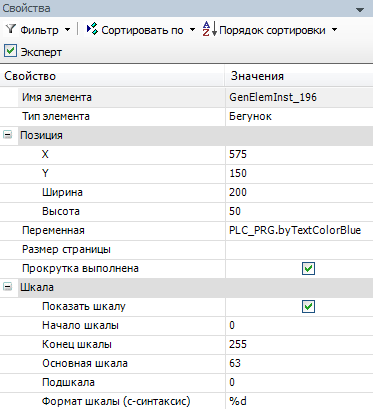 Свойства
Фильтр Сортировать по Порядок сортировки
Эксперт
Свойство Значения
Имя элемента GenElemInst_196
Тип элемента Бегунок
Позиция
X 575
Y 150
Ширина 200
Высота 50
Переменная PLC_PRG.byTextColorBlue
Размер страницы
Прокрутка выполнена
Шкала
Показать шкалу
Начало шкалы 0
Конец шкалы 255
Основная шкала 63
Подшкала 0
Формат шкалы (с-синтаксис) %d